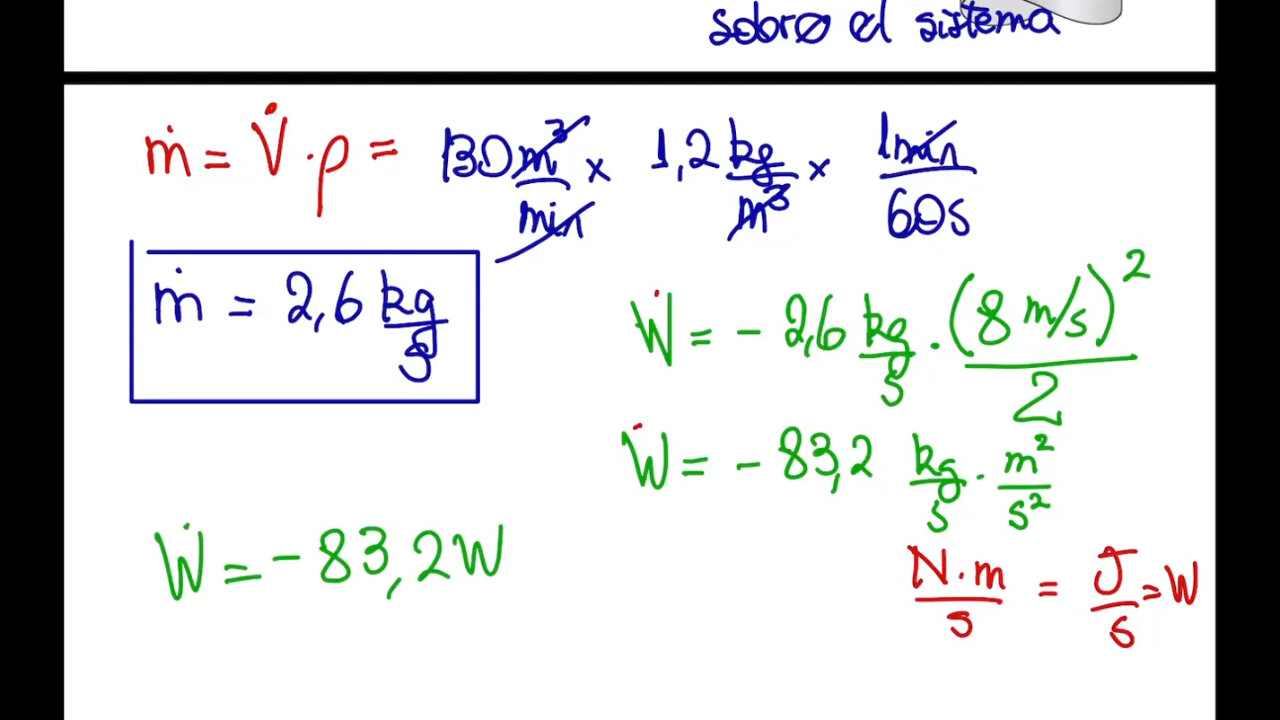 sobre el sistema
ṁ = V̇ · ρ = 130 m³/min × 1,2 kg/m³ × 1min/60s
ṁ = 2,6 kg/s
Ẇ = - 2,6 kg/s · (8 m/s)²/2
Ẇ = - 83,2 kg/s · m²/s²
Ẇ = - 83,2 W
N·m/s = J/s = W